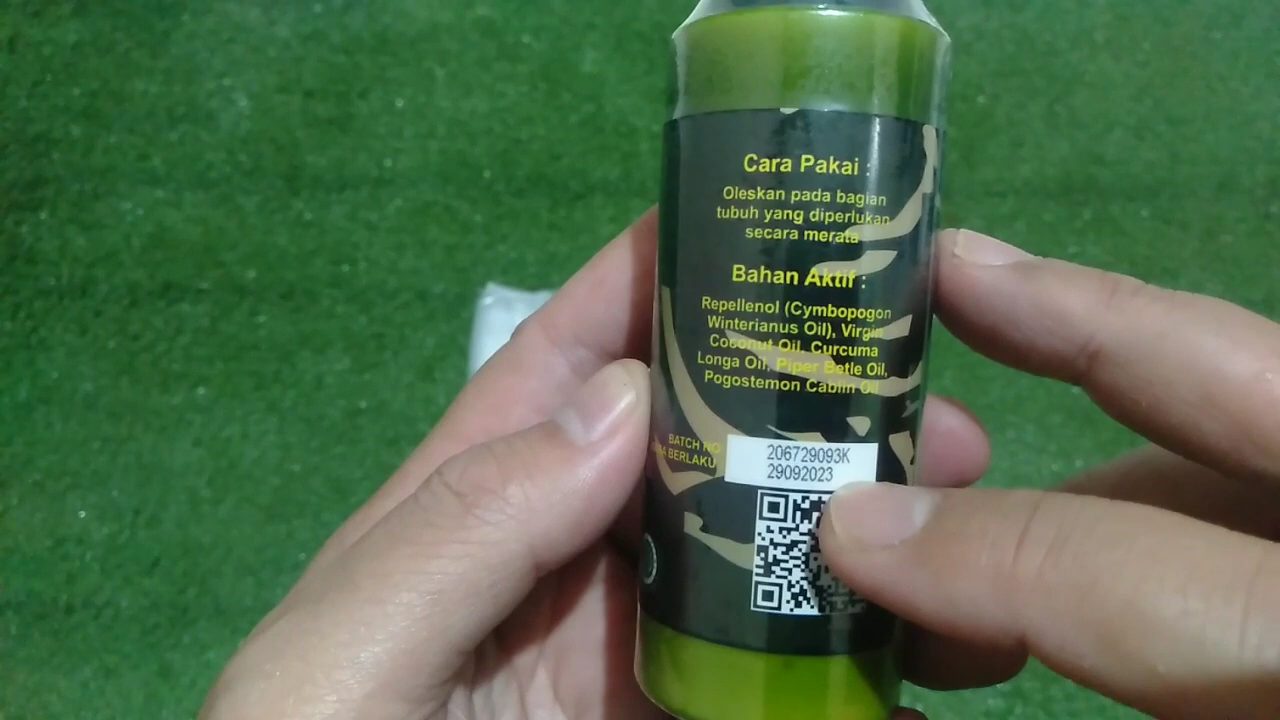 Cara Pakai :
Oleskan pada bagian
tubuh yang diperlukan
secara merata
Bahan Aktif :
Repellenol (Cymbopogon
Winterianus Oil), Virgin
Coconut Oil, Curcuma
Longa Oil, Piper Betle Oil,
Pogostemon Cablin Oil
BATCH NO
BERLAKU
206729093K
29092023